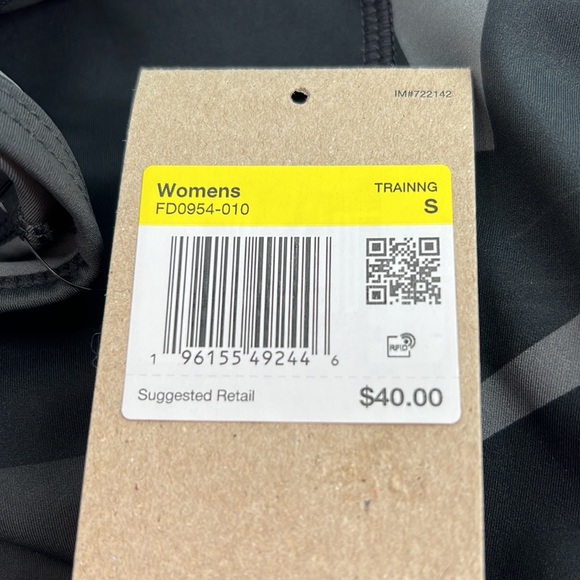 IM#722142
Womens TRAINNG
FD0954-010 S
RFID
1 96155 49244 6
Suggested Retail $40.00